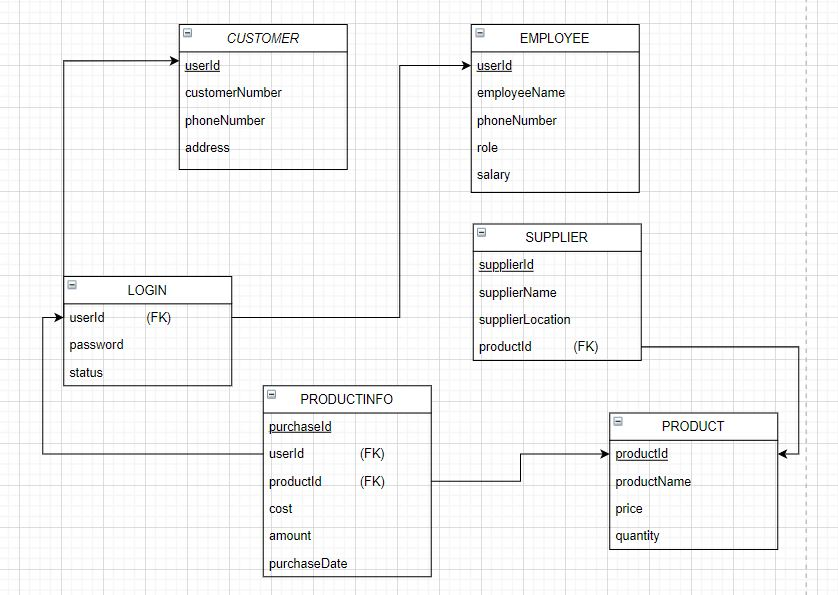 CUSTOMER
userId
customerNumber
phoneNumber
address
EMPLOYEE
userId
employeeName
phoneNumber
role
salary
SUPPLIER
supplierId
supplierName
supplierLocation
productId (FK)
LOGIN
userId (FK)
password
status
PRODUCTINFO
purchaseId
userId (FK)
productId (FK)
cost
amount
purchaseDate
PRODUCT
productId
productName
price
quantity